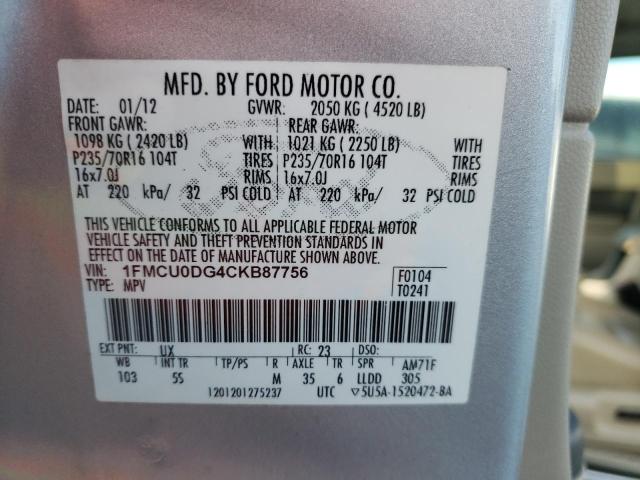 MFD. BY FORD MOTOR CO.
DATE: 01/12 GVWR: 2050 KG ( 4520 LB)
FRONT GAWR: REAR GAWR:
1098 KG ( 2420 LB) WITH 1021 KG ( 2250 LB) WITH
P235/70R16 104T TIRES P235/70R16 104T TIRES
16x7.0J RIMS 16x7.0J RIMS
AT 220 kPa/ 32 PSI COLD AT 220 kPa/ 32 PSI COLD
THIS VEHICLE CONFORMS TO ALL APPLICABLE FEDERAL MOTOR
VEHICLE SAFETY AND THEFT PREVENTION STANDARDS IN
EFFECT ON THE DATE OF MANUFACTURE SHOWN ABOVE.
VIN: 1FMCU0DG4CKB87756 F0104
TYPE: MPV T0241
EXT PNT: UX RC: 23 DSO:
WB INT TR TP/PS R AXLE TR SPR AM71F
103 5S M 35 6 LLDD 305
1201201275237 UTC ▽5U5A-1520472-BA